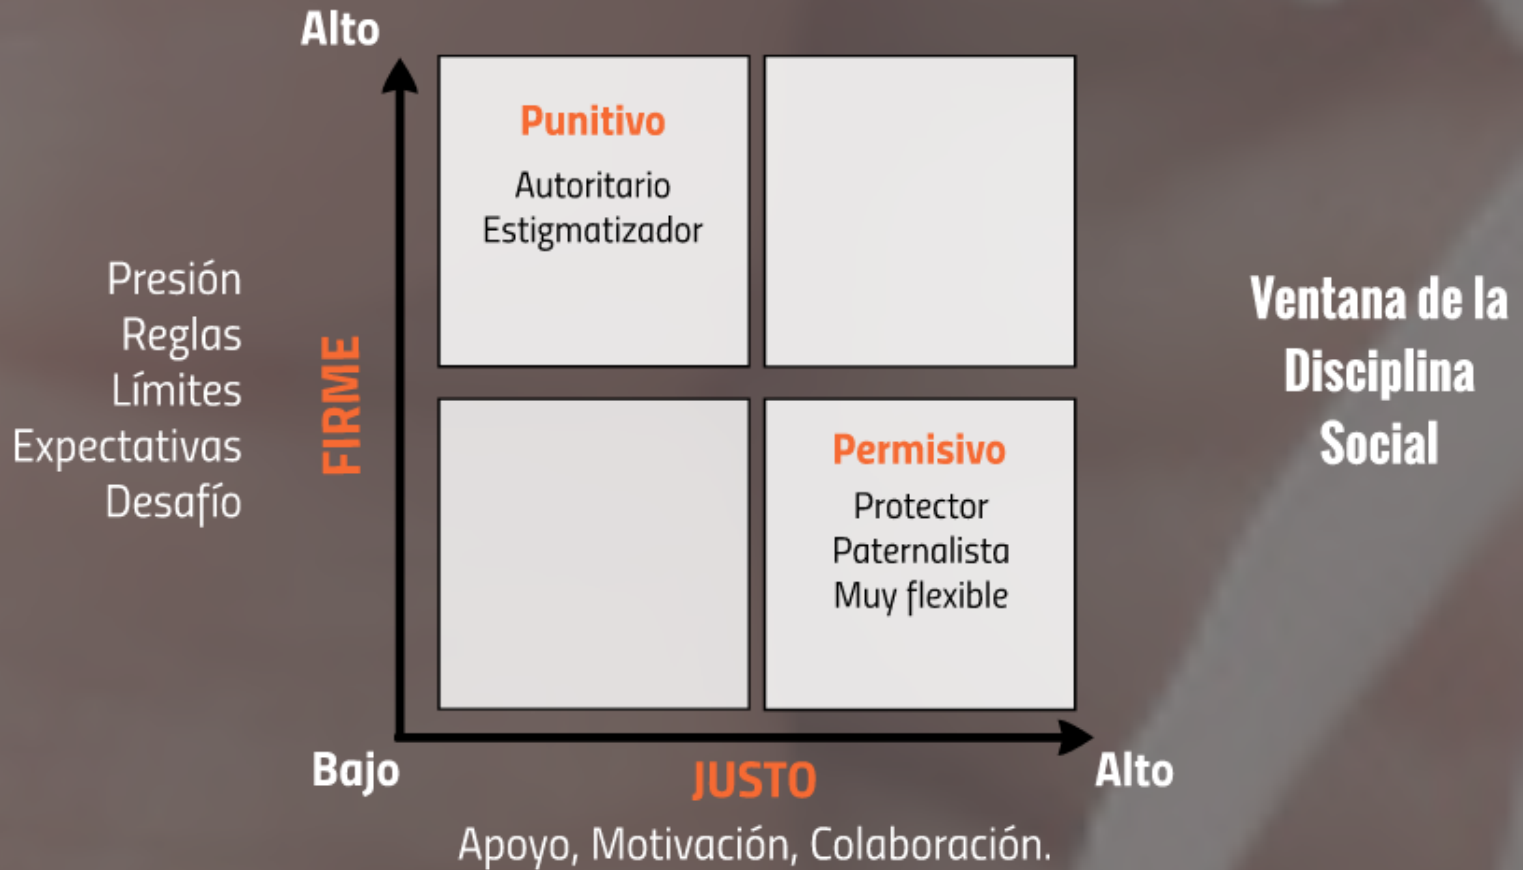 Alto
Punitivo
Autoritario
Estigmatizador
Presión
Reglas
Límites
Expectativas
Desafío
FIRME
Permisivo
Protector
Paternalista
Muy flexible
Ventana de la
Disciplina
Social
Bajo
JUSTO
Alto
Apoyo, Motivación, Colaboración.